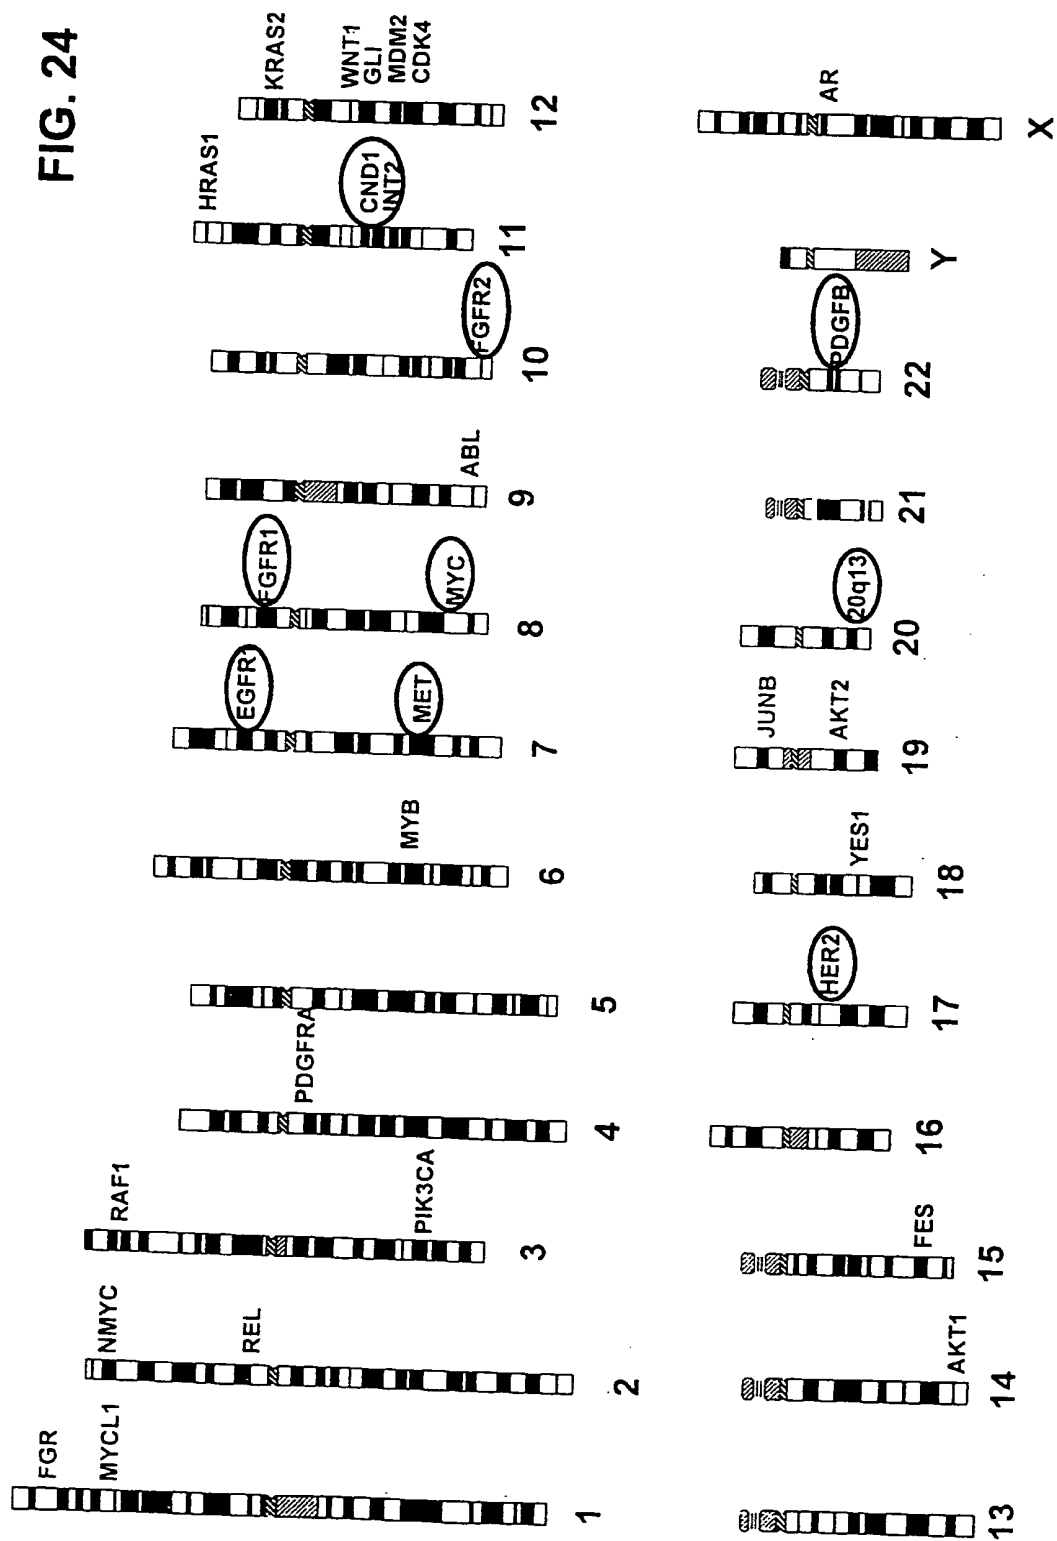 FIG. 24
FGR
MYCL1
1
NMYC
REL
2
RAF1
PIK3CA
3
PDGFRA
4
5
MYB
6
EGFR
MET
7
FGFR1
MYC
8
ABL
9
FGFR2
10
HRAS1
CND1
INT2
11
KRAS2
WNT1
GLI
MDM2
CDK4
12
13
AKT1
14
FES
15
16
HER2
17
YES1
18
JUNB
AKT2
19
20q13
20
21
PDGFB
22
Y
AR
X